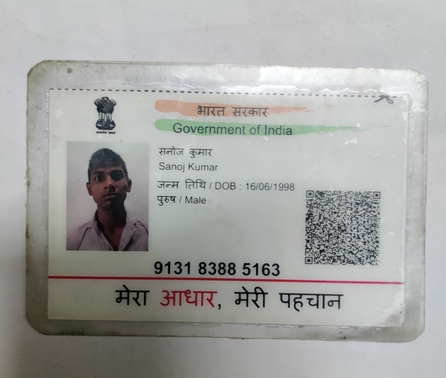 भारत सरकार
Government of India
सनोज कुमार
Sanoj Kumar
जन्म तिथि / DOB : 16/06/1998
पुरुष / Male
9131 8388 5163
मेरा आधार, मेरी पहचान